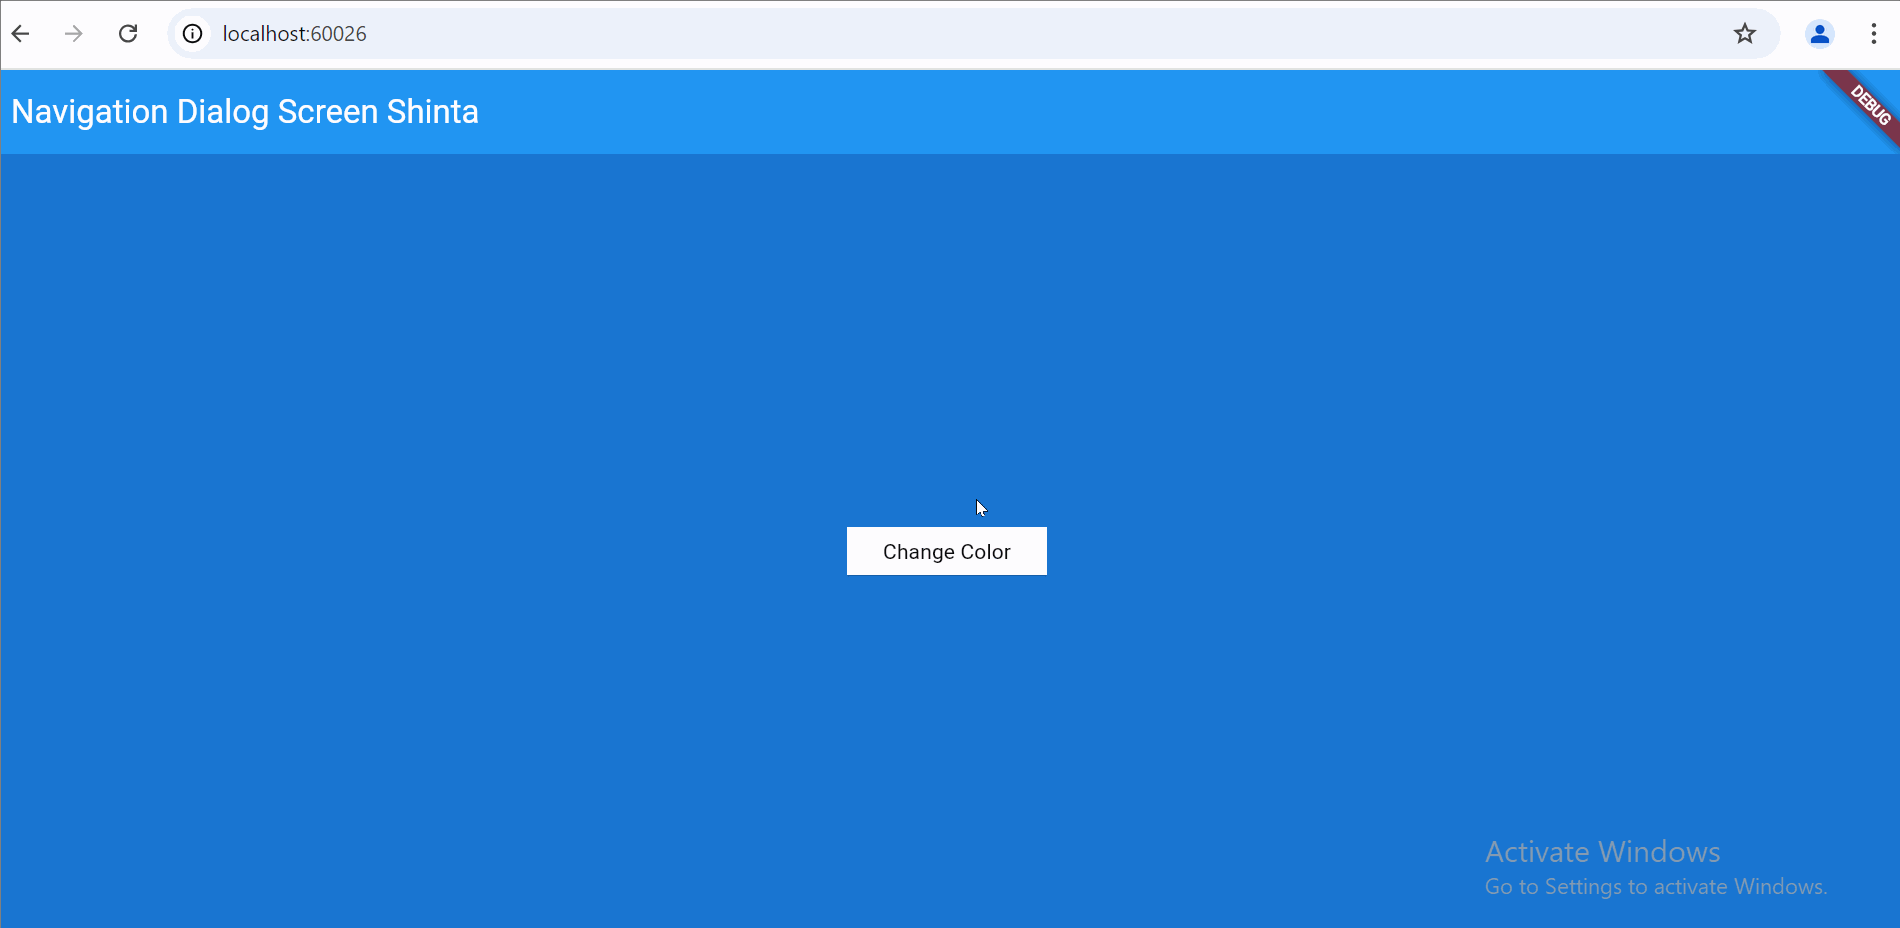 localhost:60026
Navigation Dialog Screen Shinta
DEBUG
Change Color
Activate Windows
Go to Settings to activate Windows.